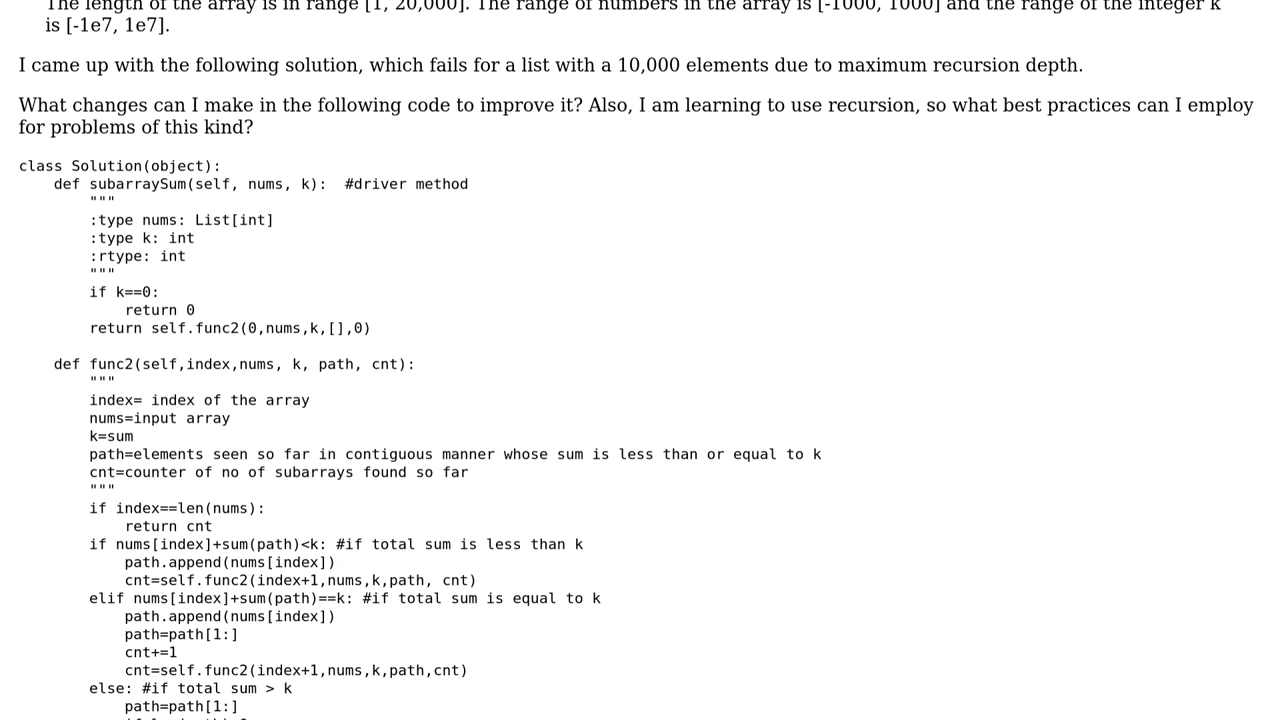 The length of the array is in range [1, 20,000]. The range of numbers in the array is [-1000, 1000] and the range of the integer k
is [-1e7, 1e7].
I came up with the following solution, which fails for a list with a 10,000 elements due to maximum recursion depth.
What changes can I make in the following code to improve it? Also, I am learning to use recursion, so what best practices can I employ
for problems of this kind?
class Solution(object):
    def subarraySum(self, nums, k):  #driver method
        """
        :type nums: List[int]
        :type k: int
        :rtype: int
        """
        if k==0:
            return 0
        return self.func2(0,nums,k,[],0)
    def func2(self,index,nums, k, path, cnt):
        """
        index= index of the array
        nums=input array
        k=sum
        path=elements seen so far in contiguous manner whose sum is less than or equal to k
        cnt=counter of no of subarrays found so far
        """
        if index==len(nums):
            return cnt
        if nums[index]+sum(path)<k: #if total sum is less than k
            path.append(nums[index])
            cnt=self.func2(index+1,nums,k,path, cnt)
        elif nums[index]+sum(path)==k: #if total sum is equal to k
            path.append(nums[index])
            path=path[1:]
            cnt+=1
            cnt=self.func2(index+1,nums,k,path,cnt)
        else: #if total sum > k
            path=path[1:]